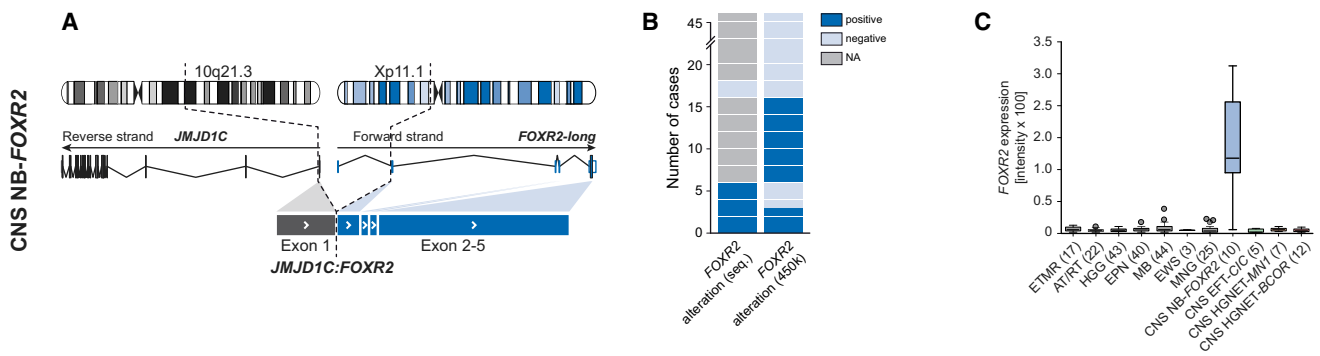 A
CNS NB-FOXR2
10q21.3
Xp11.1
Reverse strand
JMJD1C
Forward strand
FOXR2-long
Exon 1
Exon 2-5
JMJD1C:FOXR2
B
Number of cases
45
20
15
10
5
0
FOXR2
alteration (seq.)
FOXR2
alteration (450k)
positive
negative
NA
C
FOXR2 expression
[intensity x 100]
3.5
3.0
2.5
2.0
1.5
1.0
0.5
0
ETMR (17)
AT/RT (22)
HGG (43)
EPN (40)
MB (44)
EWS (3)
MNG (25)
CNS NB-FOXR2 (10)
CNS EFT-CIC (5)
CNS HGNET-MN1 (7)
CNS HGNET-BCOR (12)